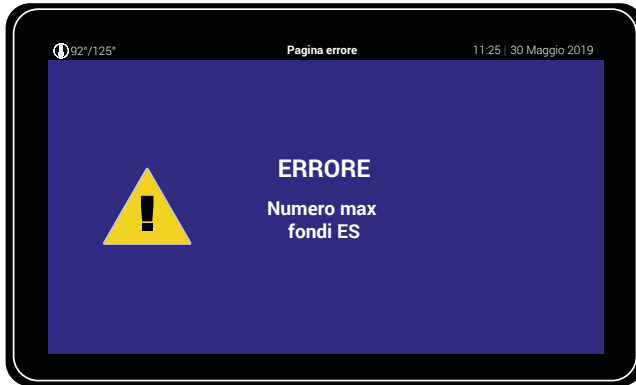 92°/125°
Pagina errore
11:25 | 30 Maggio 2019
ERRORE
Numero max
fondi ES